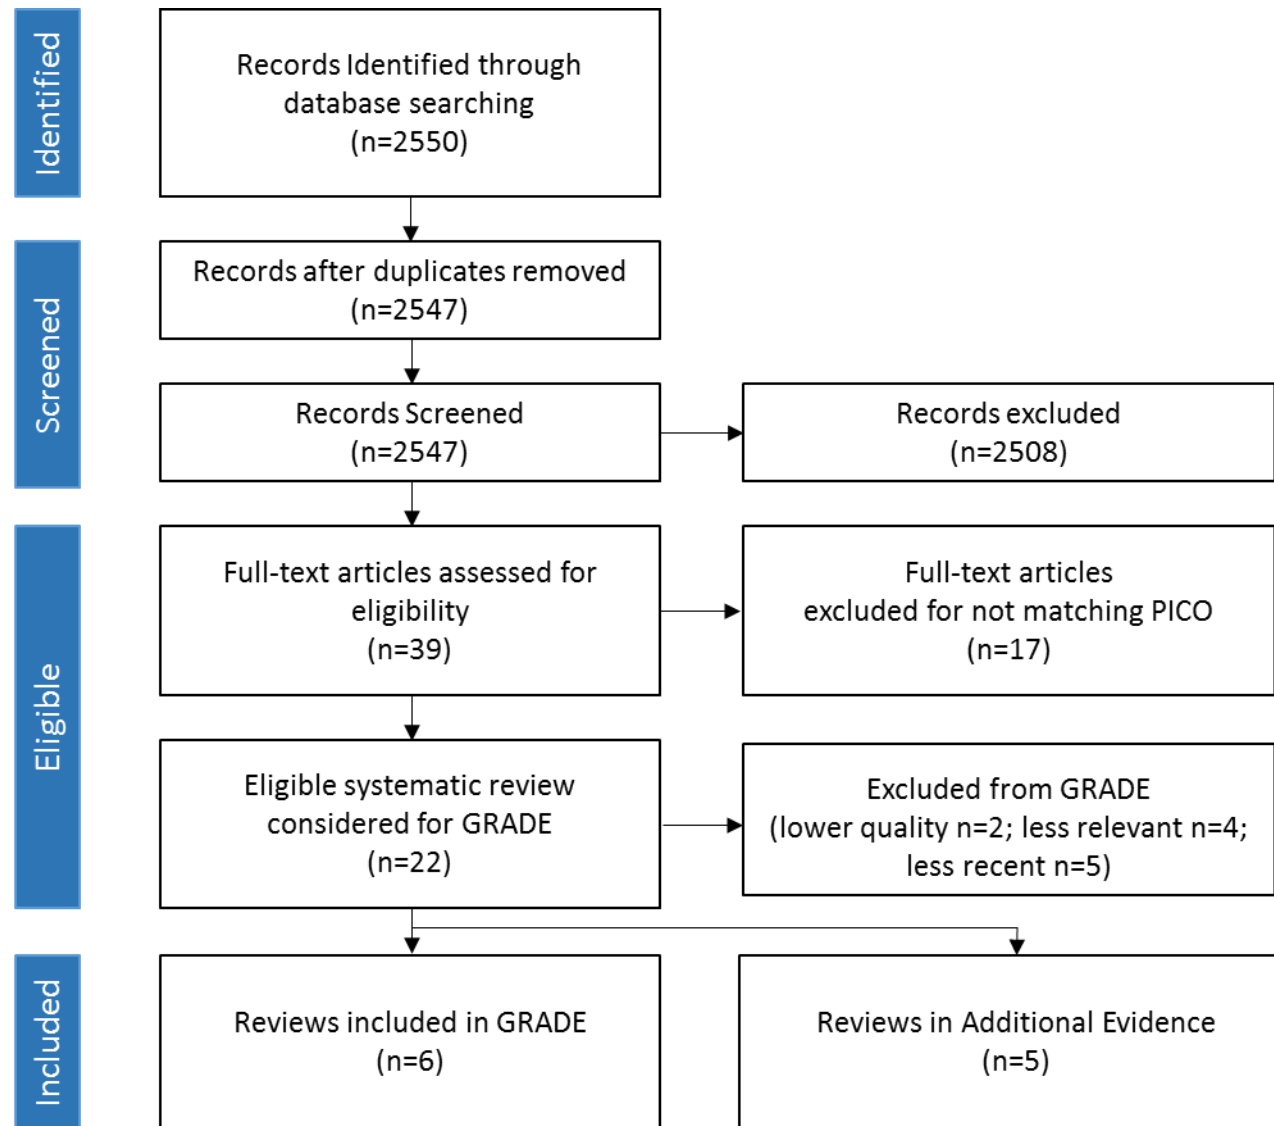 Identified
Records Identified through
database searching
(n=2550)
Screened
Records after duplicates removed
(n=2547)
Records Screened
(n=2547)
Records excluded
(n=2508)
Eligible
Full-text articles assessed for
eligibility
(n=39)
Full-text articles
excluded for not matching PICO
(n=17)
Eligible systematic review
considered for GRADE
(n=22)
Excluded from GRADE
(lower quality n=2; less relevant n=4;
less recent n=5)
Included
Reviews included in GRADE
(n=6)
Reviews in Additional Evidence
(n=5)